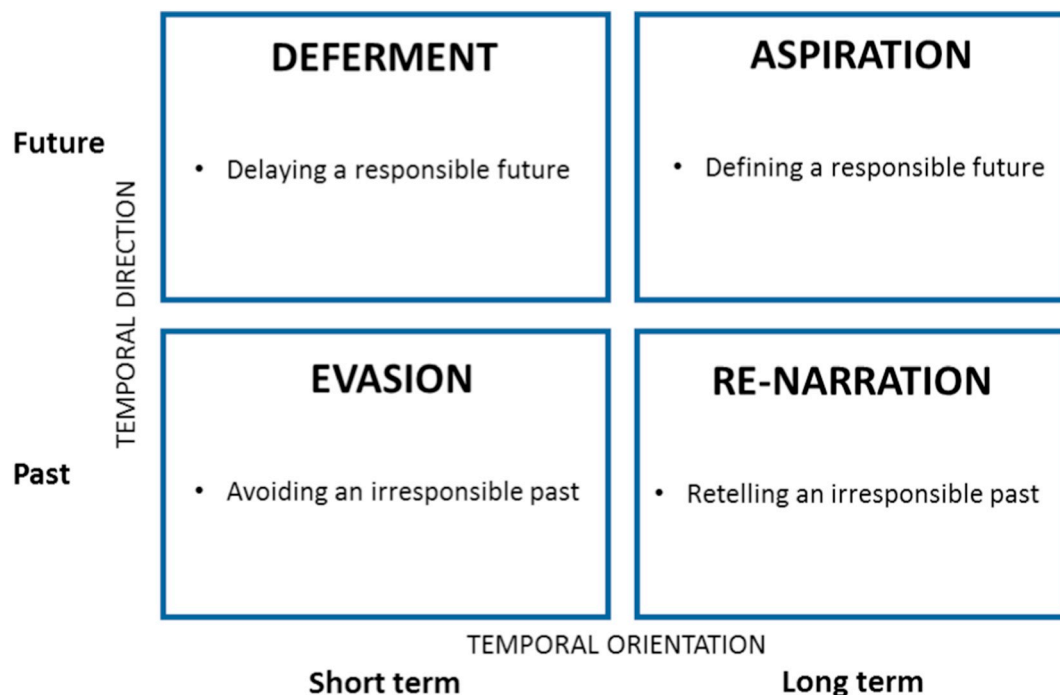 DEFERMENT
ASPIRATION
Future
• Delaying a responsible future
• Defining a responsible future
TEMPORAL DIRECTION
EVASION
RE-NARRATION
Past
• Avoiding an irresponsible past
• Retelling an irresponsible past
TEMPORAL ORIENTATION
Short term
Long term